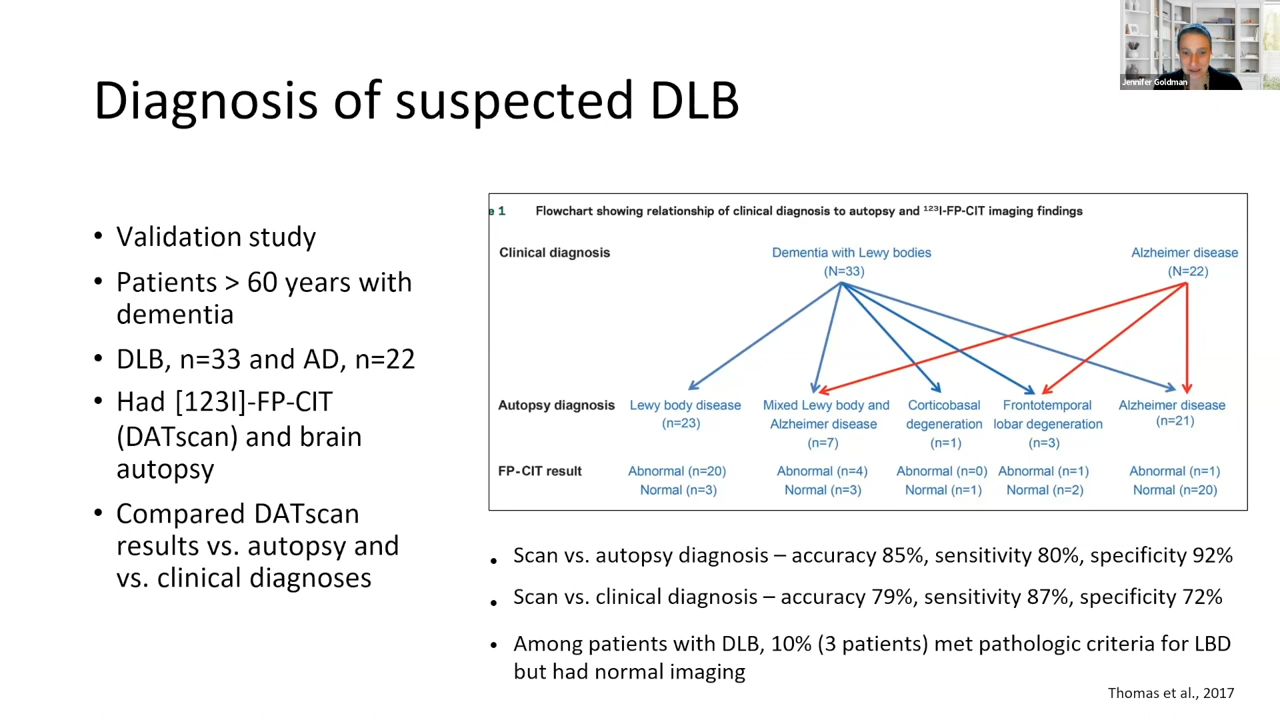 Jennifer Goldman
Diagnosis of suspected DLB
• Validation study
• Patients > 60 years with
dementia
• DLB, n=33 and AD, n=22
• Had [123I]-FP-CIT
(DATscan) and brain
autopsy
• Compared DATscan
results vs. autopsy and
vs. clinical diagnoses
e 1 Flowchart showing relationship of clinical diagnosis to autopsy and ¹²³I-FP-CIT imaging findings
Clinical diagnosis Dementia with Lewy bodies Alzheimer disease
(N=33) (N=22)
Autopsy diagnosis Lewy body disease Mixed Lewy body and Corticobasal Frontotemporal Alzheimer disease
(n=23) Alzheimer disease degeneration lobar degeneration (n=21)
(n=7) (n=1) (n=3)
FP-CIT result Abnormal (n=20) Abnormal (n=4) Abnormal (n=0) Abnormal (n=1) Abnormal (n=1)
Normal (n=3) Normal (n=3) Normal (n=1) Normal (n=2) Normal (n=20)
• Scan vs. autopsy diagnosis – accuracy 85%, sensitivity 80%, specificity 92%
• Scan vs. clinical diagnosis – accuracy 79%, sensitivity 87%, specificity 72%
• Among patients with DLB, 10% (3 patients) met pathologic criteria for LBD
but had normal imaging
Thomas et al., 2017